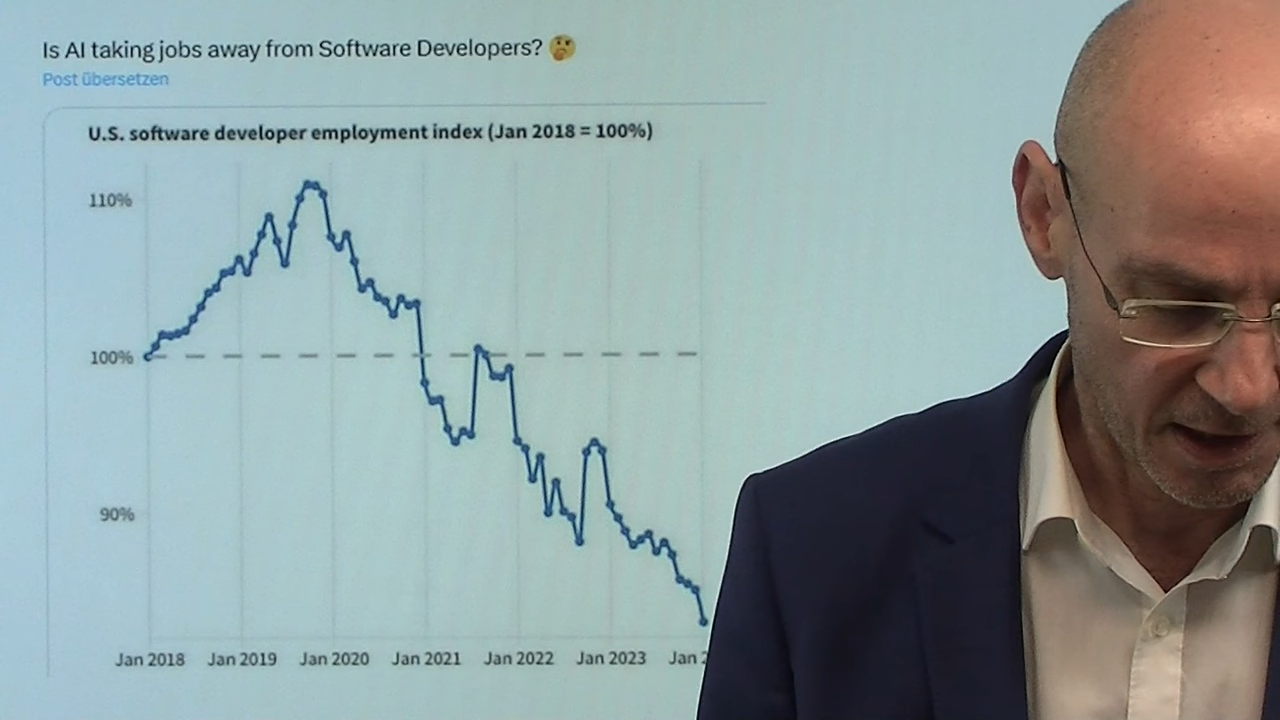 Is AI taking jobs away from Software Developers? 🤔
Post übersetzen
U.S. software developer employment index (Jan 2018 = 100%)
110%
100%
90%
Jan 2018 Jan 2019 Jan 2020 Jan 2021 Jan 2022 Jan 2023 Jan